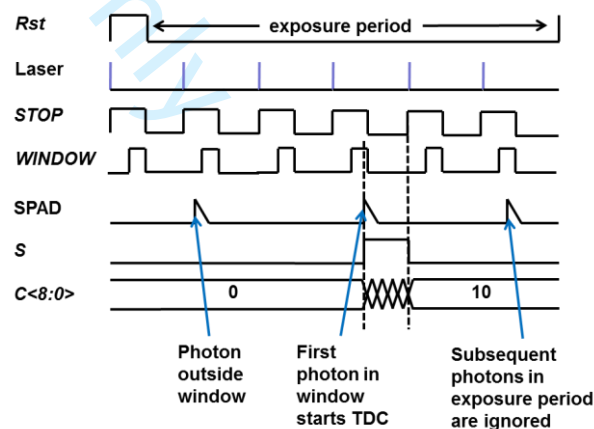 Rst
exposure period
Laser
STOP
WINDOW
SPAD
S
C<8:0>
0
10
Photon
outside
window
First
photon in
window
starts TDC
Subsequent
photons in
exposure period
are ignored
nly